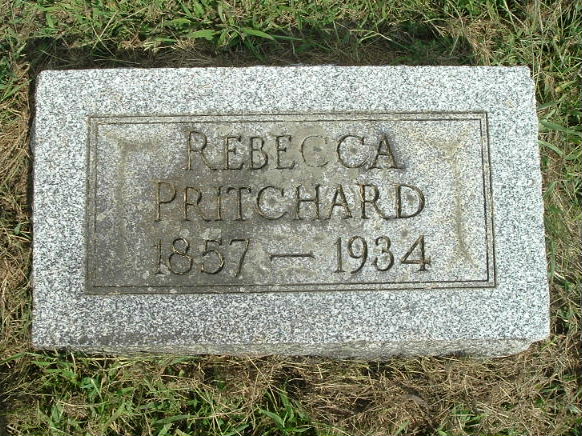 REBECCA
PRITCHARD
1857 — 1934